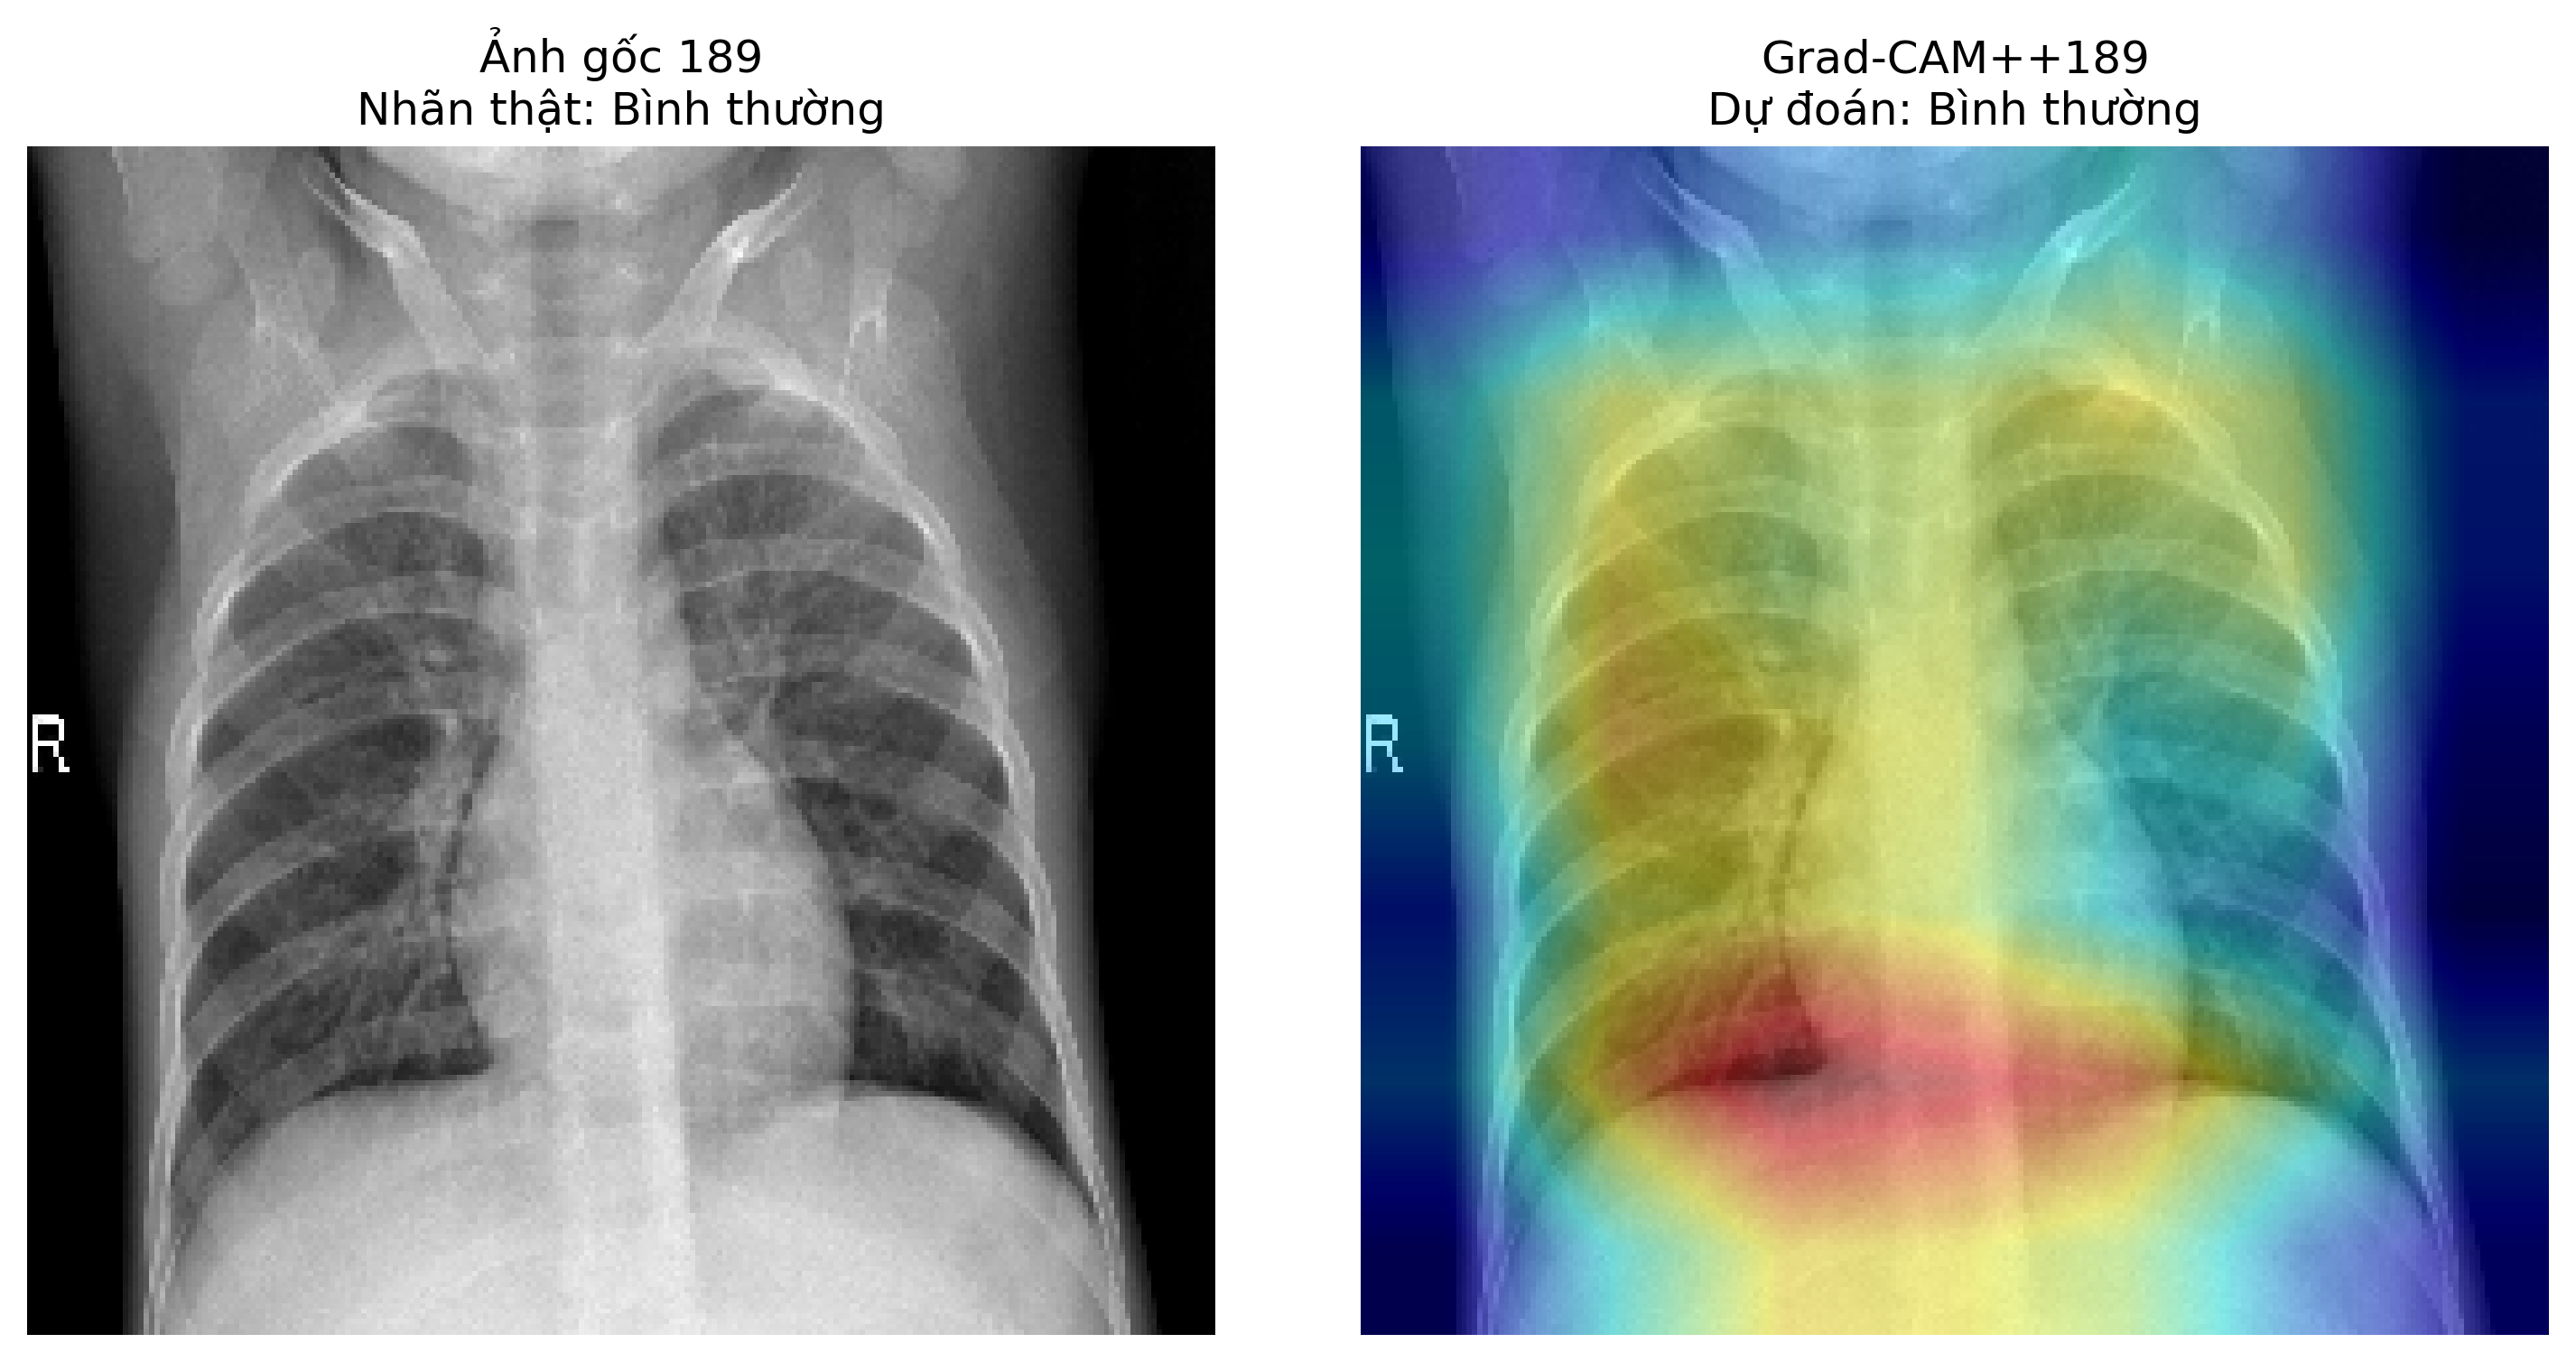 Ảnh gốc 189
Nhãn thật: Bình thường
Grad-CAM++189
Dự đoán: Bình thường
R
R